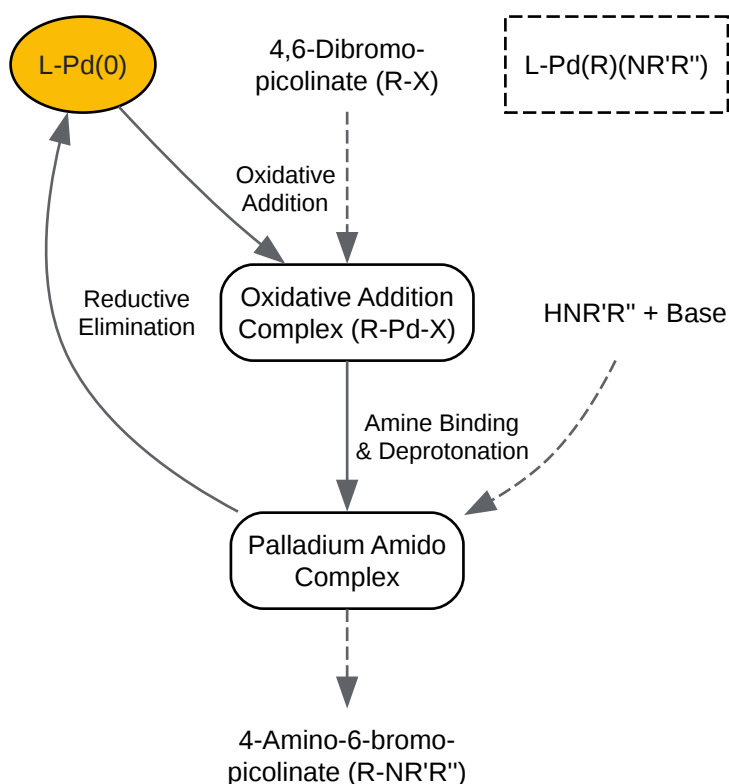 L-Pd(0)
4,6-Dibromo-
picolinate (R-X)
L-Pd(R)(NR'R'')
Oxidative
Addition
Oxidative Addition
Complex (R-Pd-X)
Reductive
Elimination
HNR'R'' + Base
Amine Binding
& Deprotonation
Palladium Amido
Complex
4-Amino-6-bromo-
picolinate (R-NR'R'')